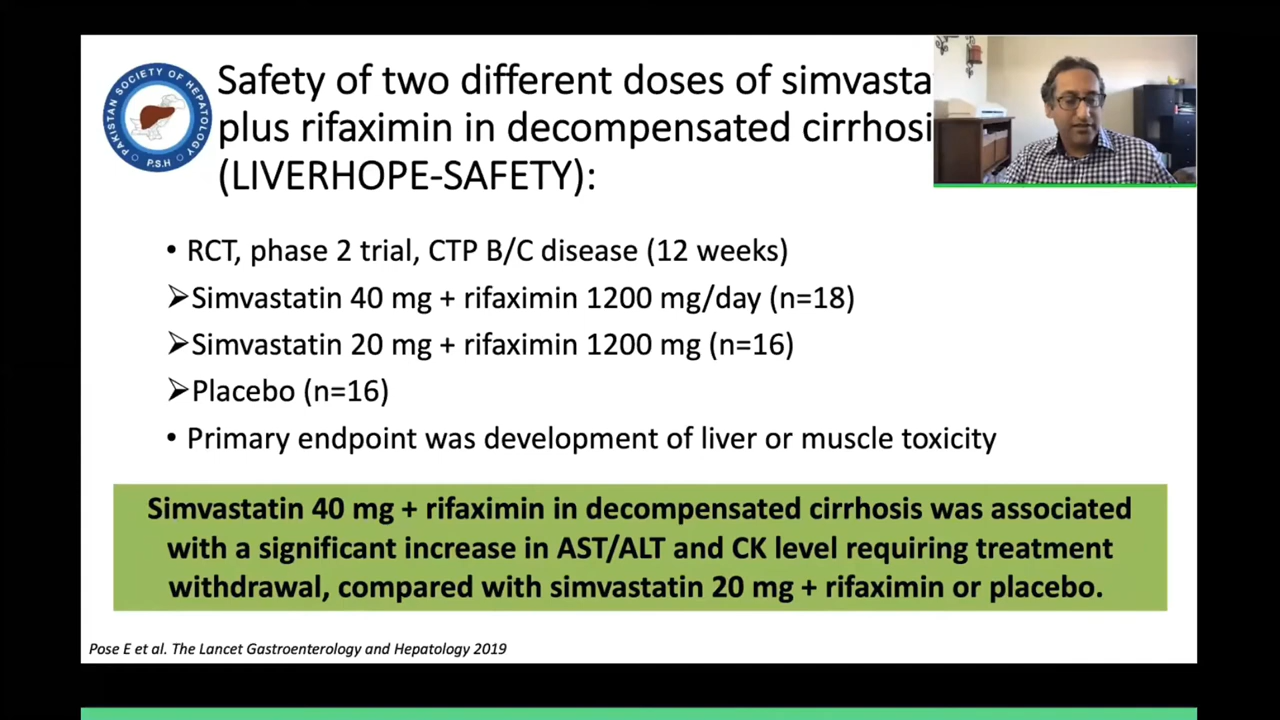 PAKISTAN SOCIETY OF HEPATOLOGY
P.S.H
Safety of two different doses of simvasta
plus rifaximin in decompensated cirrhosi
(LIVERHOPE-SAFETY):
• RCT, phase 2 trial, CTP B/C disease (12 weeks)
➢Simvastatin 40 mg + rifaximin 1200 mg/day (n=18)
➢Simvastatin 20 mg + rifaximin 1200 mg (n=16)
➢Placebo (n=16)
• Primary endpoint was development of liver or muscle toxicity
Simvastatin 40 mg + rifaximin in decompensated cirrhosis was associated
with a significant increase in AST/ALT and CK level requiring treatment
withdrawal, compared with simvastatin 20 mg + rifaximin or placebo.
Pose E et al. The Lancet Gastroenterology and Hepatology 2019